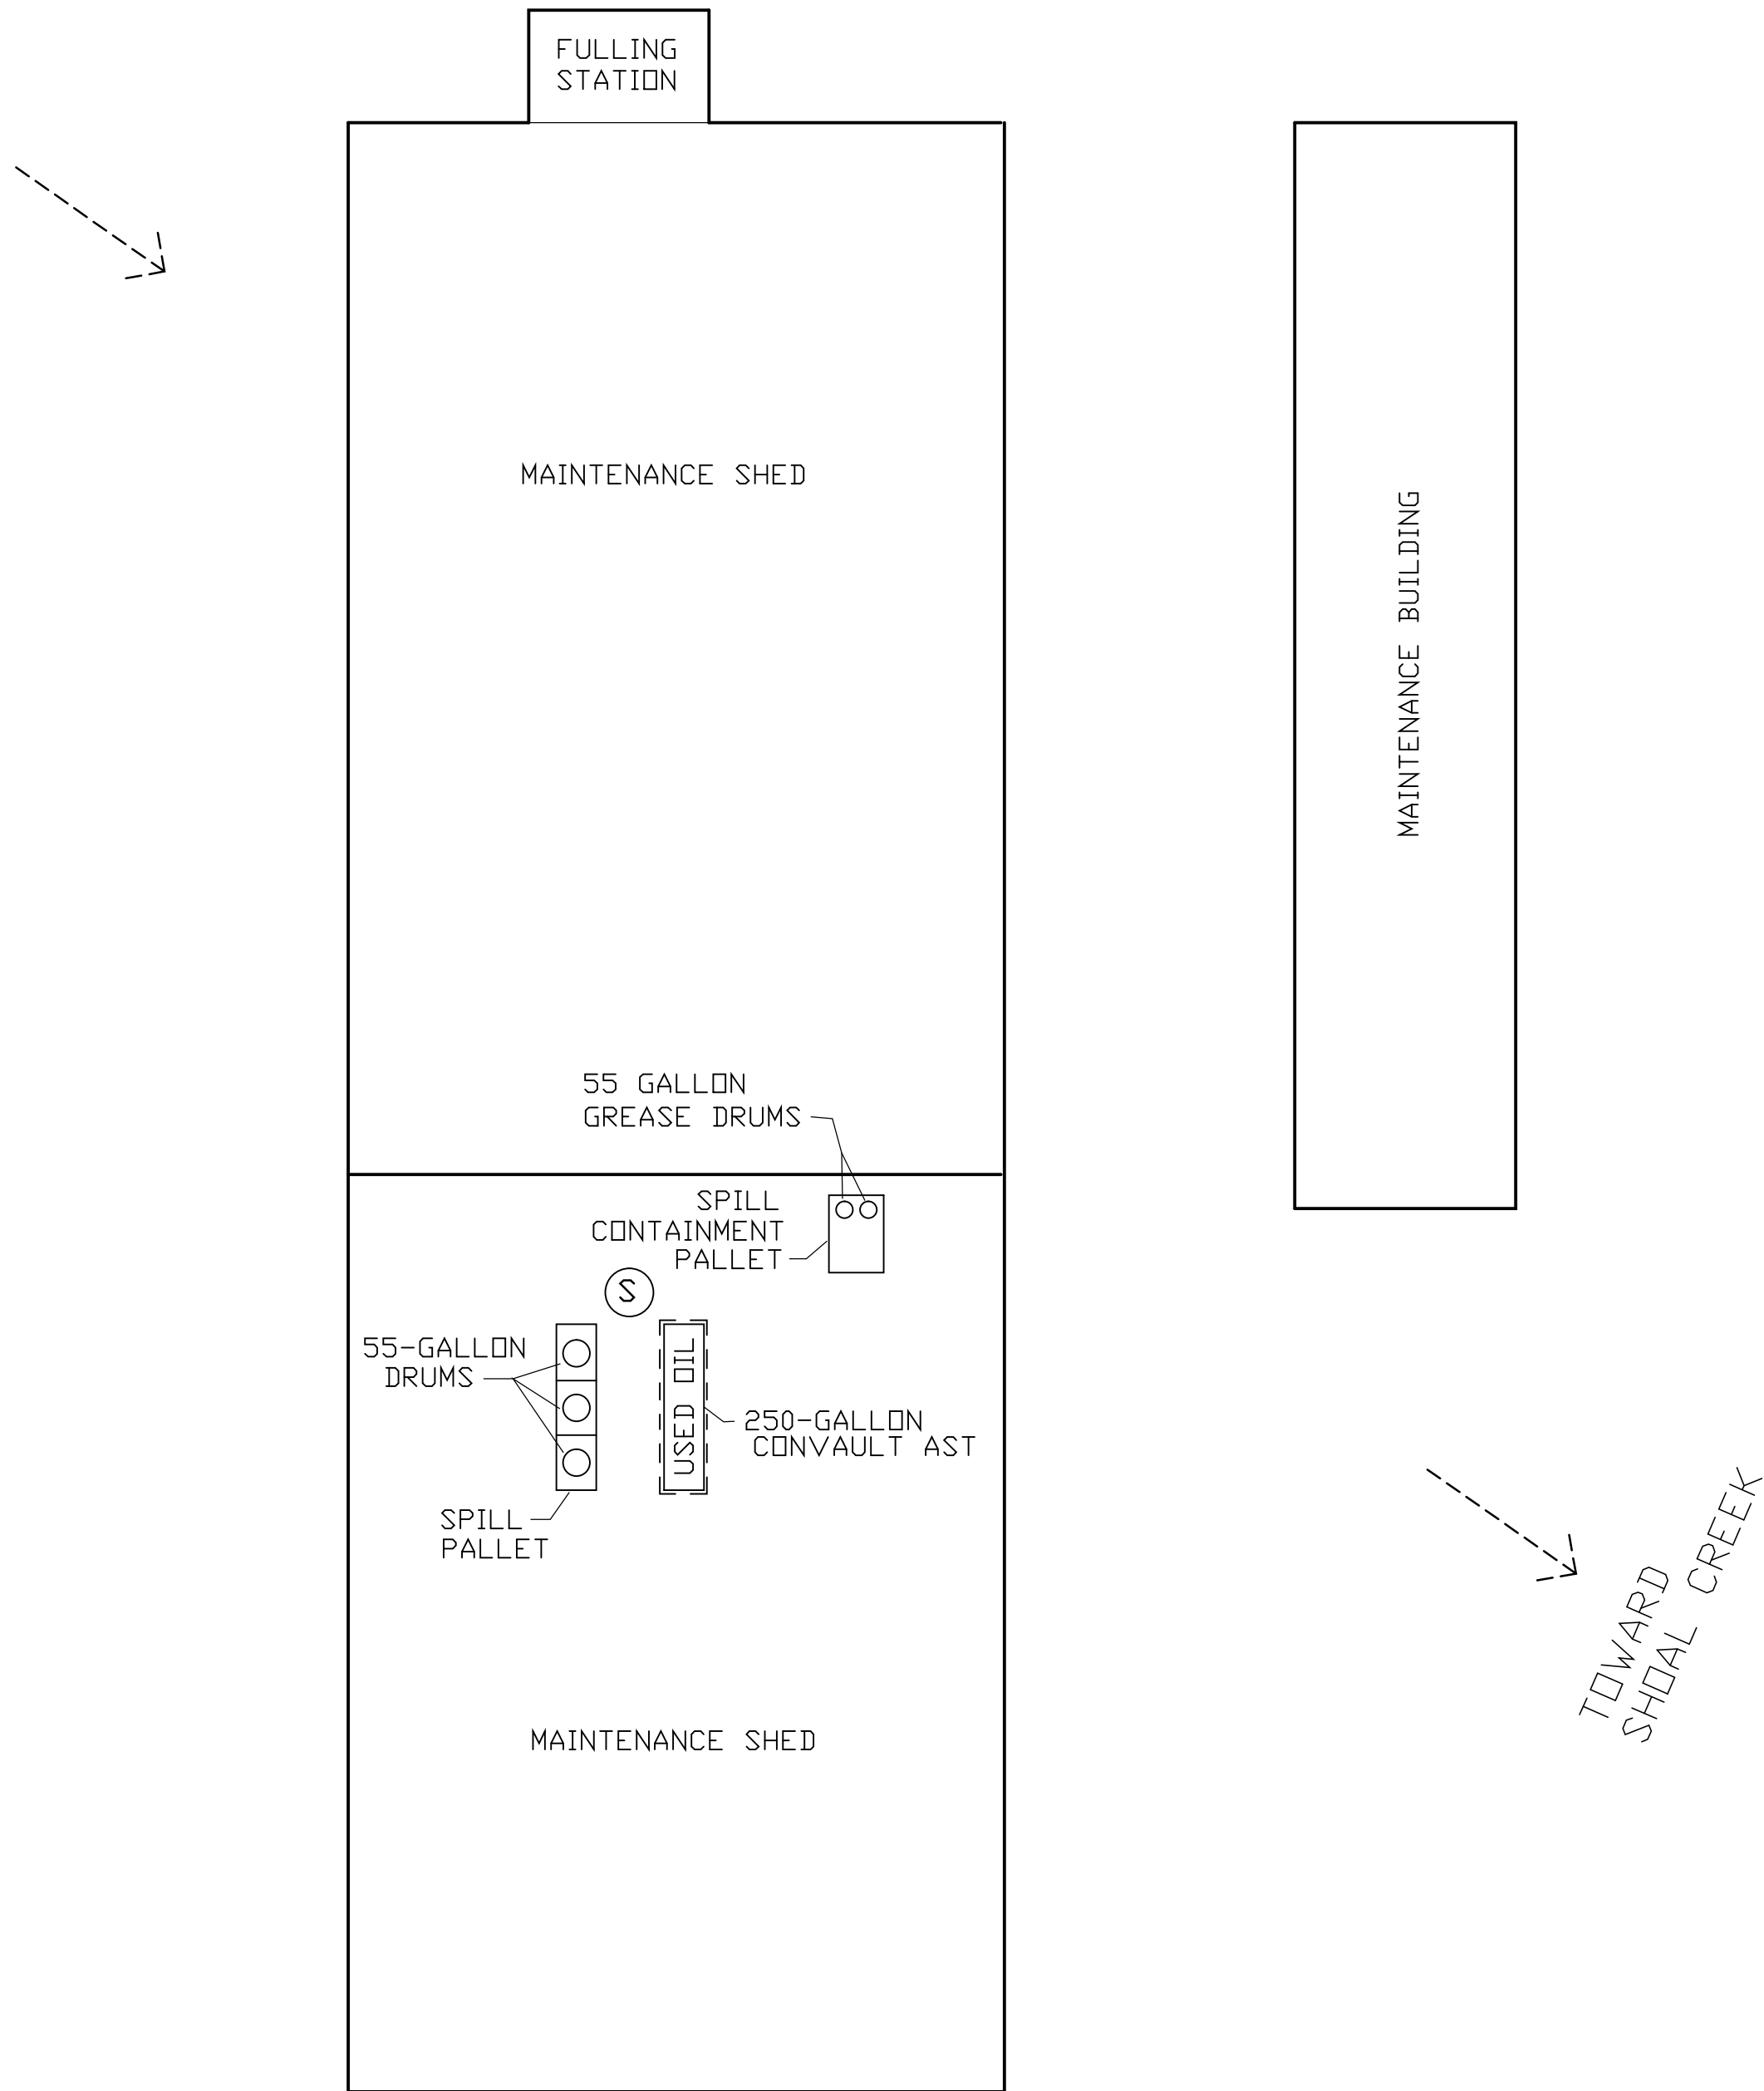 FULLING
STATION
MAINTENANCE SHED
MAINTENANCE BUILDING
55 GALLON
GREASE DRUMS
SPILL
CONTAINMENT
PALLET
S
55-GALLON
DRUMS
USED OIL
250-GALLON
CONVAULT AST
SPILL
PALLET
TOWARD
SHOAL CREEK
MAINTENANCE SHED